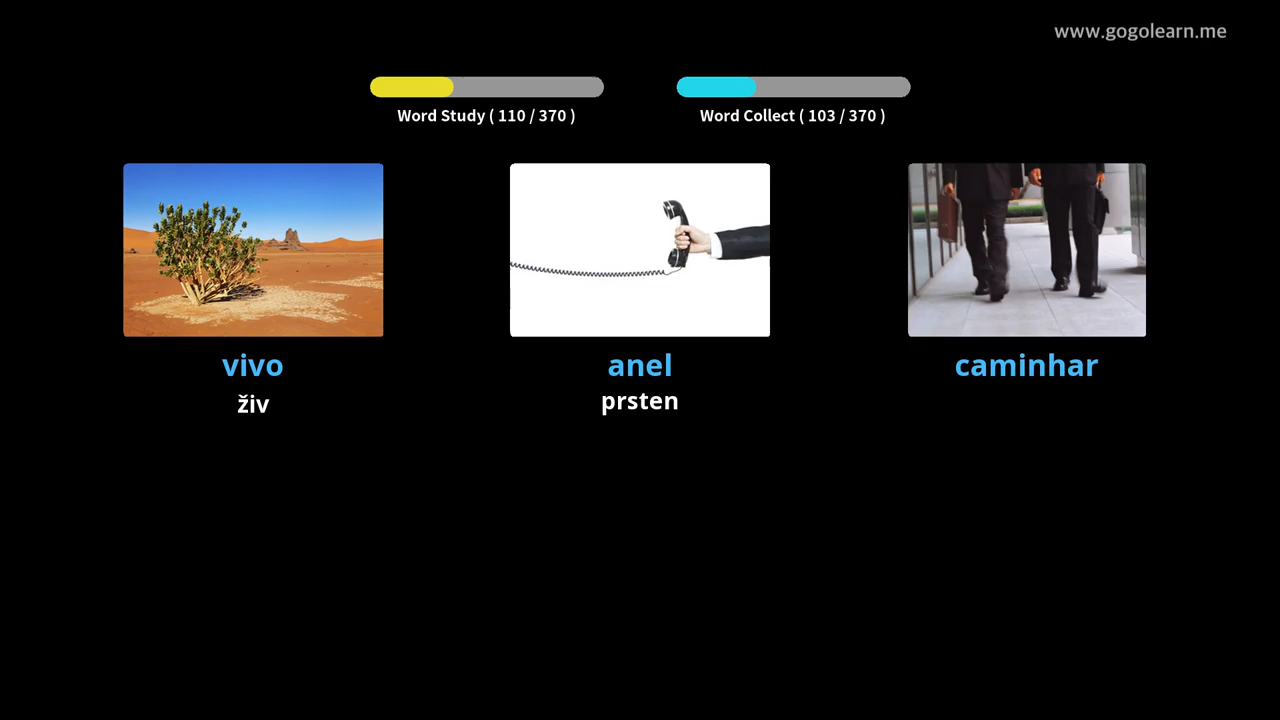 www.gogolearn.me
Word Study ( 110 / 370 )
Word Collect ( 103 / 370 )
vivo
anel
caminhar
živ
prsten